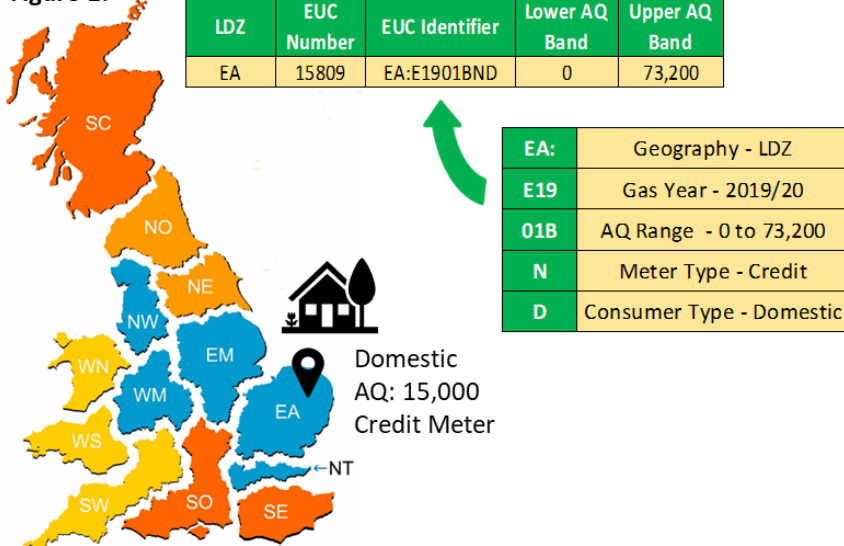 LDZ EUC Number EUC Identifier Lower AQ Band Upper AQ Band
EA 15809 EA:E1901BND 0 73,200
EA: Geography - LDZ
E19 Gas Year - 2019/20
01B AQ Range - 0 to 73,200
N Meter Type - Credit
D Consumer Type - Domestic
SC
NO
NE
NW
EM
WN
WM
EA
WS
←NT
SW
SO
SE
Domestic
AQ: 15,000
Credit Meter